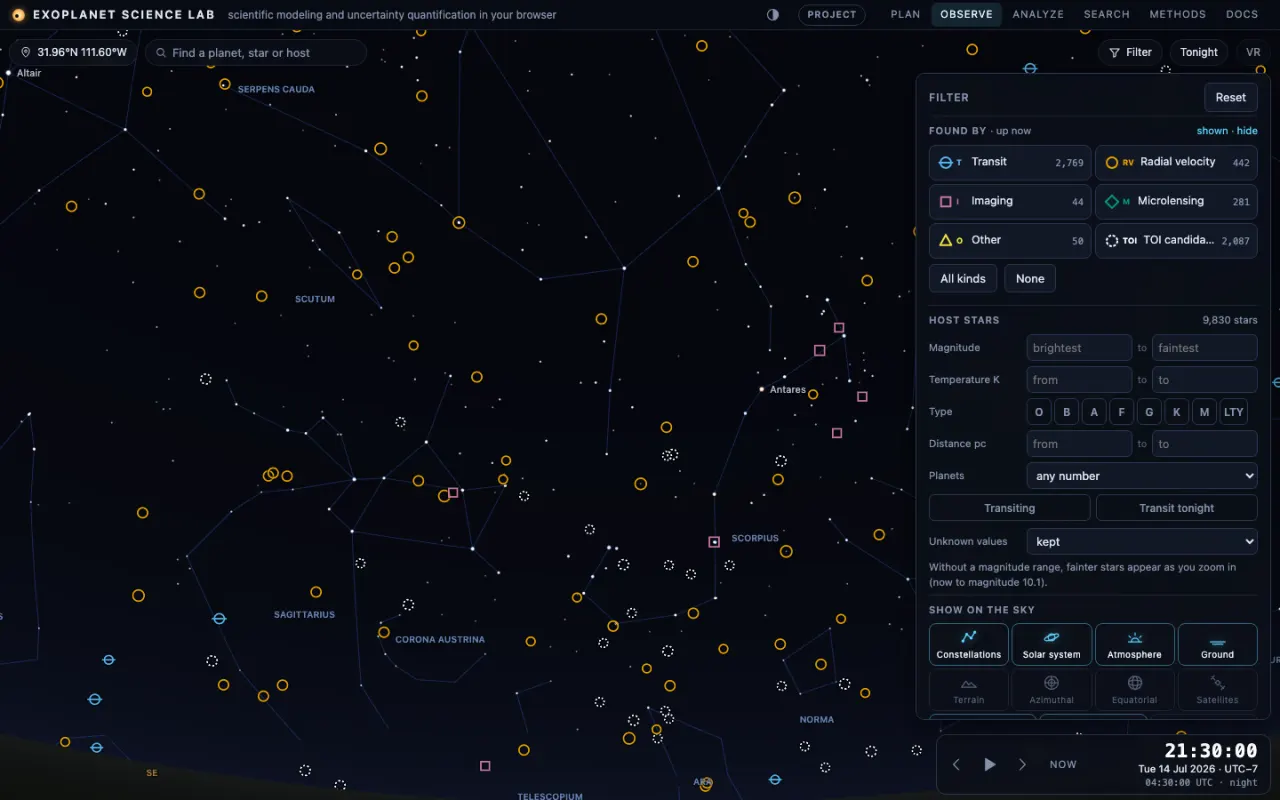 EXOPLANET SCIENCE LAB scientific modeling and uncertainty quantification in your browser PROJECT PLAN OBSERVE ANALYZE SEARCH METHODS DOCS
31.96°N 111.60°W Find a planet, star or host Filter Tonight VR
Altair
SERPENS CAUDA
SCUTUM
Antares
SCORPIUS
SAGITTARIUS
CORONA AUSTRINA
NORMA
ARA
SE
TELESCOPIUM
FILTER Reset
FOUND BY · up now shown · hide
T Transit 2,769 RV Radial velocity 442
I Imaging 44 M Microlensing 281
O Other 50 TOI TOI candida... 2,087
All kinds None
HOST STARS 9,830 stars
Magnitude brightest to faintest
Temperature K from to to
Type O B A F G K M LTY
Distance pc from to to
Planets any number
Transiting Transit tonight
Unknown values kept
Without a magnitude range, fainter stars appear as you zoom in
(now to magnitude 10.1).
SHOW ON THE SKY
Constellations Solar system Atmosphere Ground
Terrain Azimuthal Equatorial Satellites
NOW 21:30:00
Tue 14 Jul 2026 · UTC−7
04:30:00 UTC · night